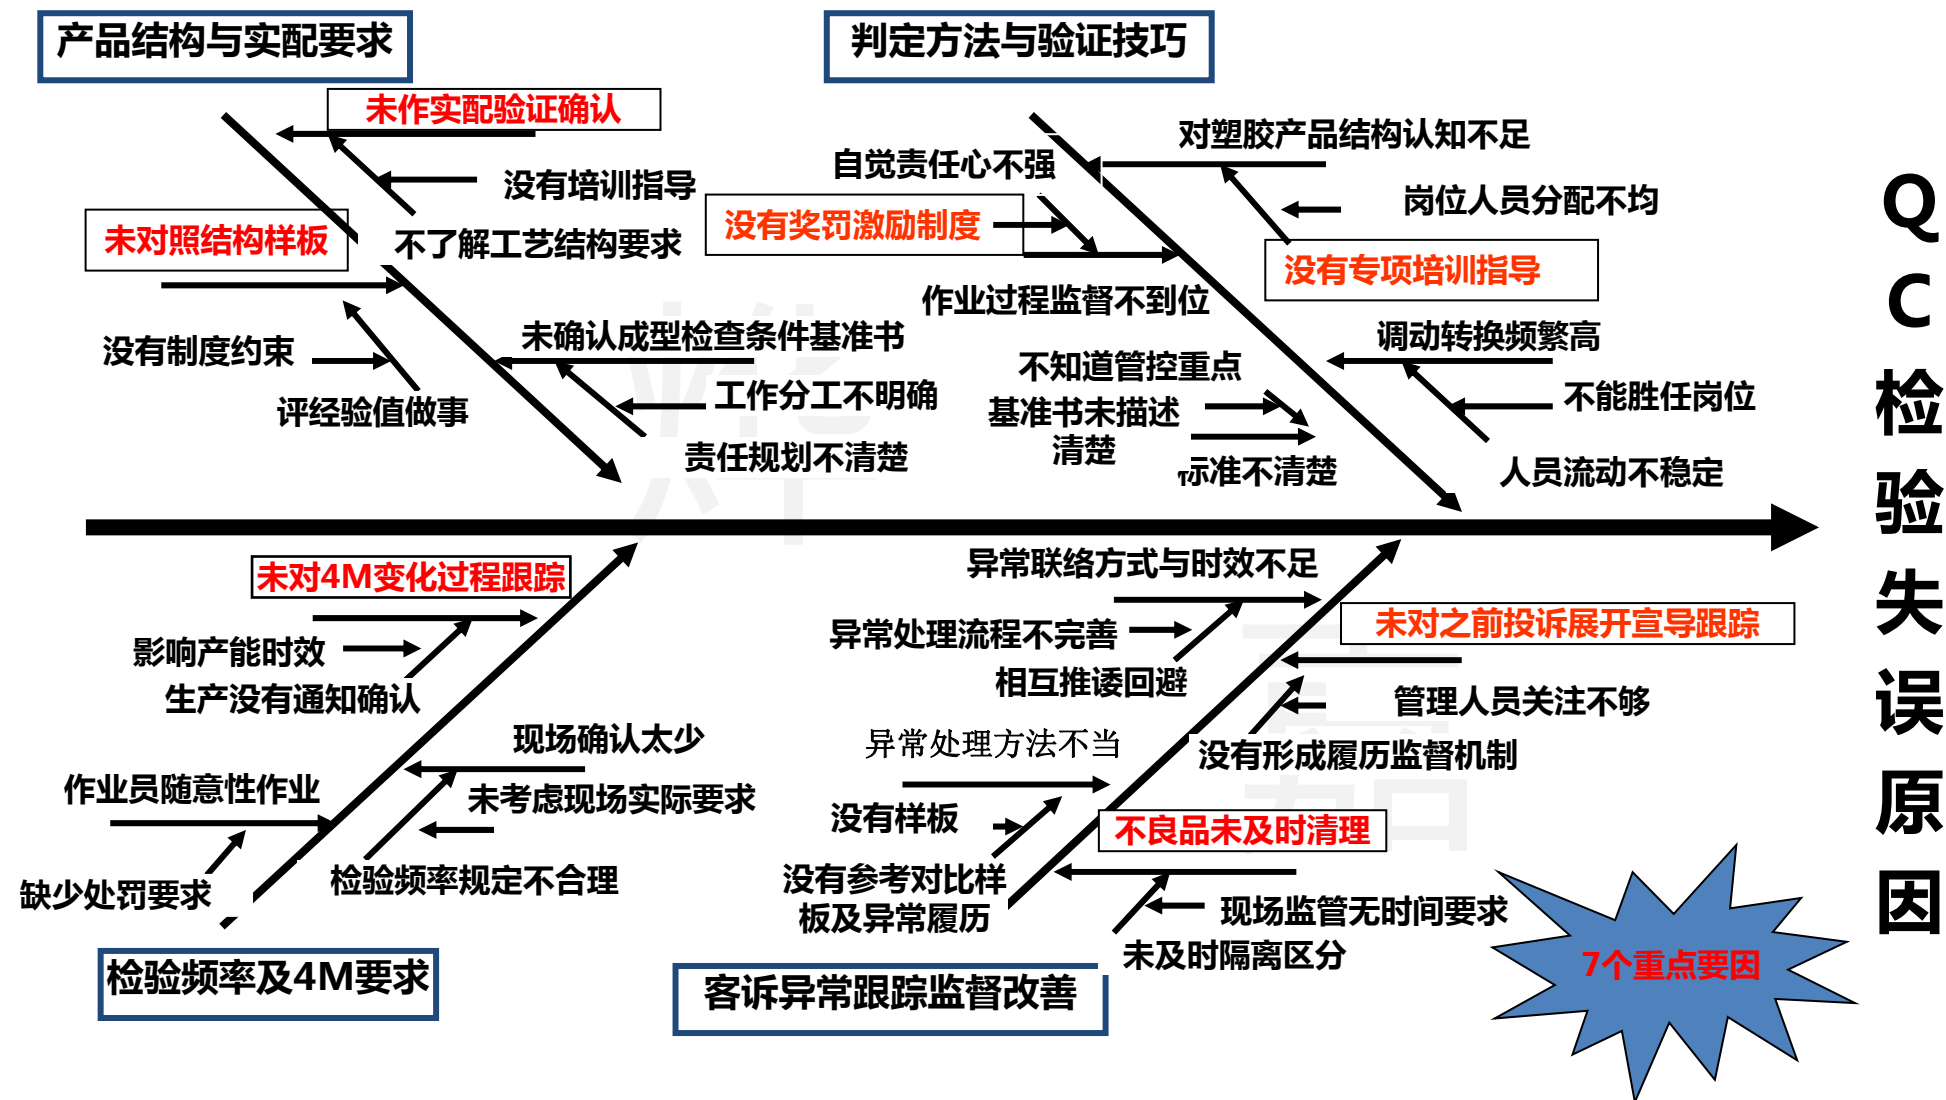 产品结构与实配要求
判定方法与验证技巧
未作实配验证确认
没有培训指导
未对照结构样板
不了解工艺结构要求
没有制度约束
评经验值做事
未确认成型检查条件基准书
工作分工不明确
责任规划不清楚
对塑胶产品结构认知不足
自觉责任心不强
岗位人员分配不均
没有奖罚激励制度
没有专项培训指导
作业过程监督不到位
调动转换频繁高
不知道管控重点
基准书未描述
清楚
标准不清楚
不能胜任岗位
人员流动不稳定
QC检验失误原因
未对4M变化过程跟踪
影响产能时效
生产没有通知确认
现场确认太少
作业员随意性作业
未考虑现场实际要求
缺少处罚要求
检验频率规定不合理
异常联络方式与时效不足
未对之前投诉展开宣导跟踪
异常处理流程不完善
相互推诿回避
管理人员关注不够
异常处理方法不当
没有形成履历监督机制
没有样板
不良品未及时清理
没有参考对比样
板及异常履历
现场监管无时间要求
未及时隔离区分
7个重点要因
检验频率及4M要求
客诉异常跟踪监督改善